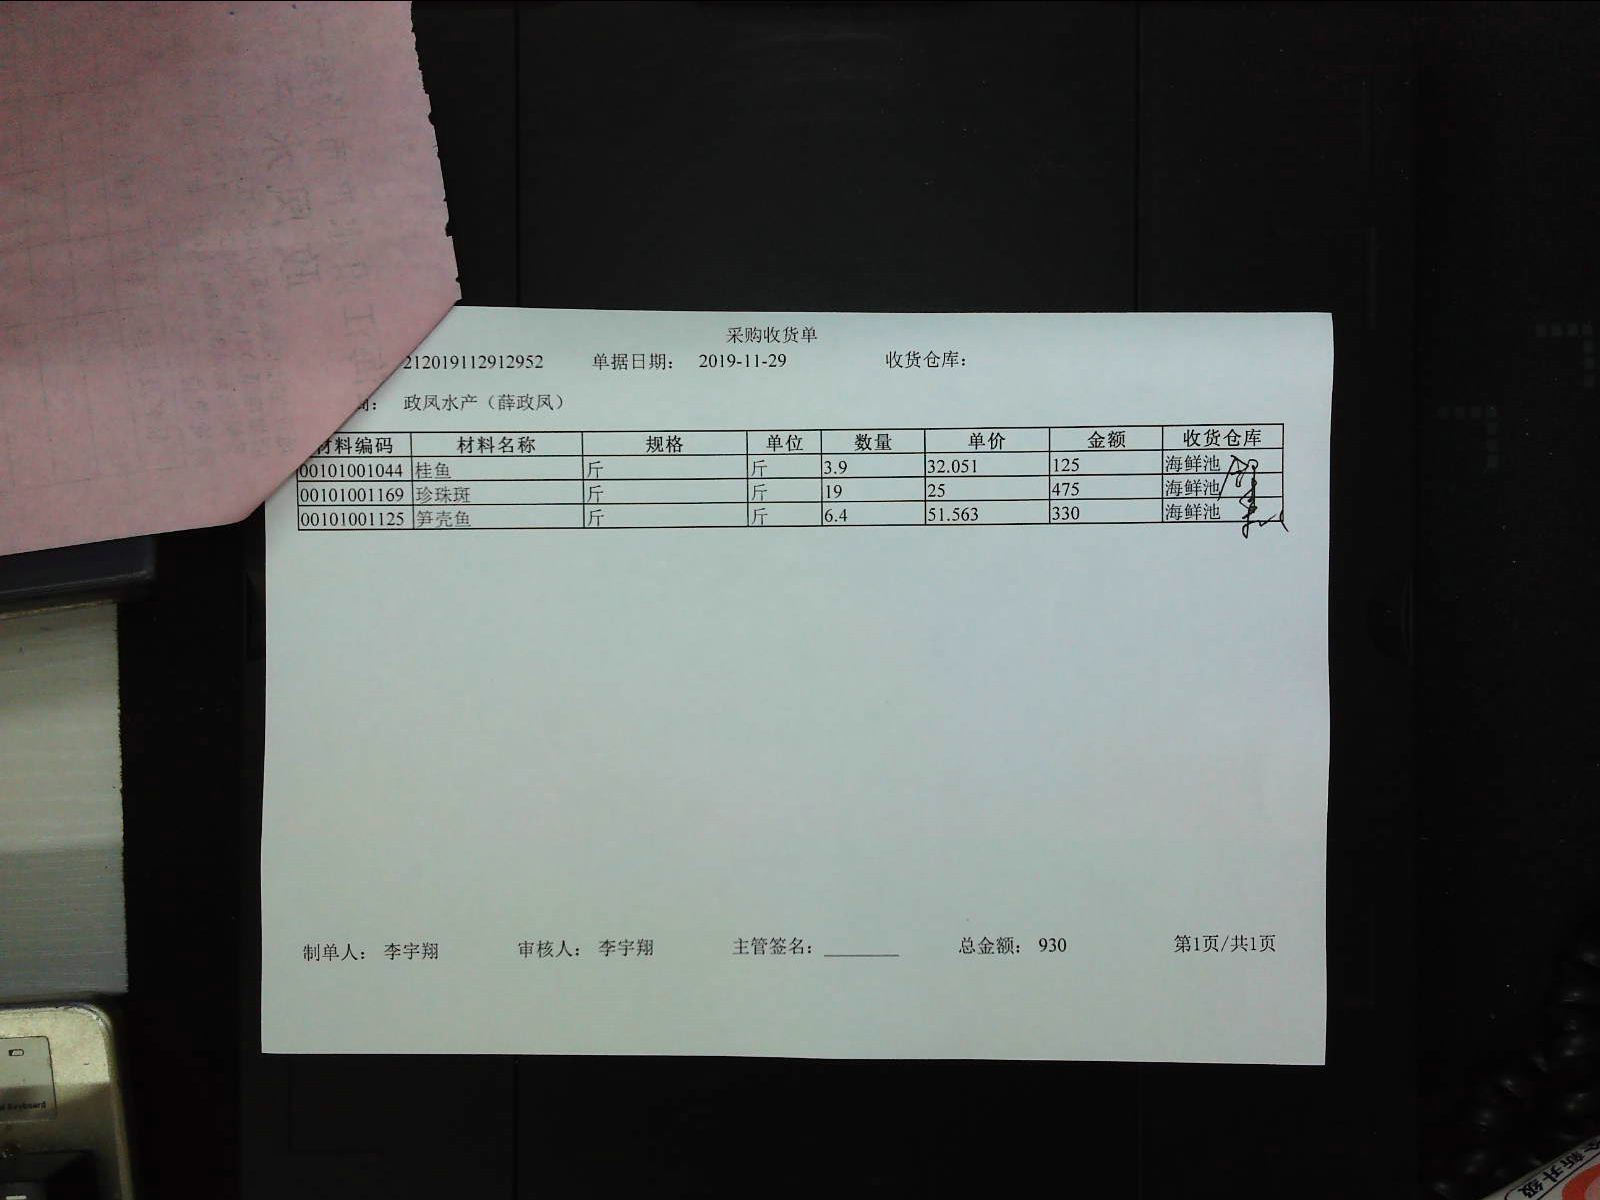 采购收货单
212019112912952 单据日期: 2019-11-29 收货仓库:
政凤水产（薛政凤）
材料编码 材料名称 规格 单位 数量 单价 金额 收货仓库
00101001044 桂鱼 斤 斤 3.9 32.051 125 海鲜池
00101001169 珍珠斑 斤 斤 19 25 475 海鲜池
00101001125 笋壳鱼 斤 斤 6.4 51.563 330 海鲜池
制单人: 李宇翔 审核人: 李宇翔 主管签名: ________ 总金额: 930 第1页/共1页
Keyboard
新升级